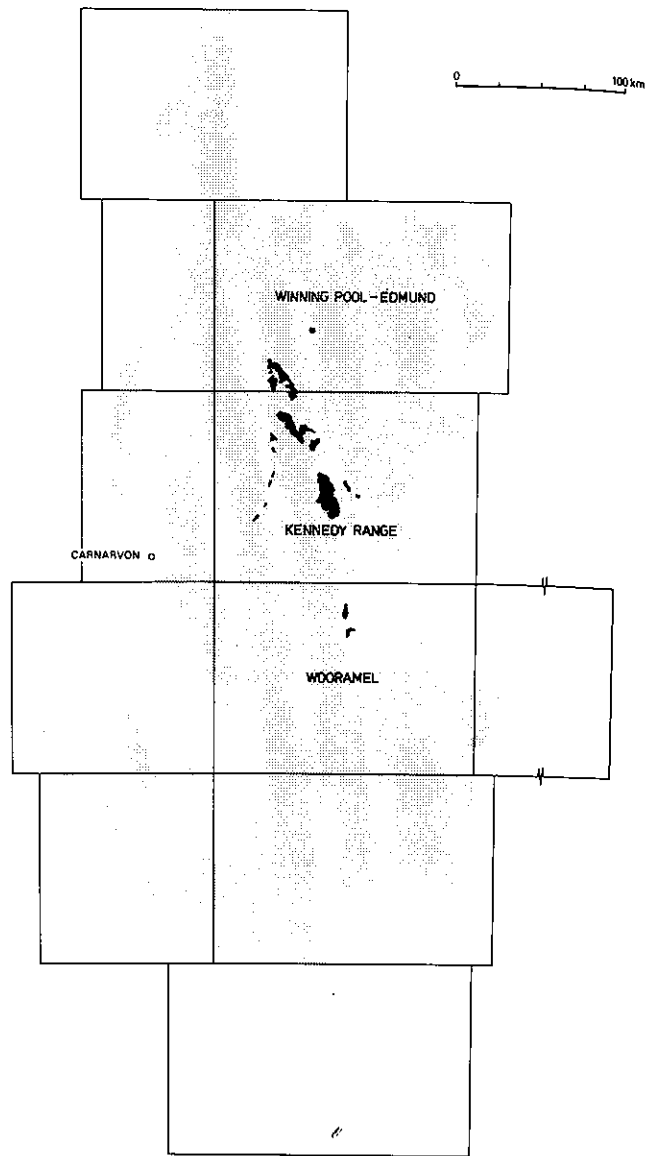 0 100 km
WINNING POOL - EDMUND
KENNEDY RANGE
CARNARVON
WOORAMEL